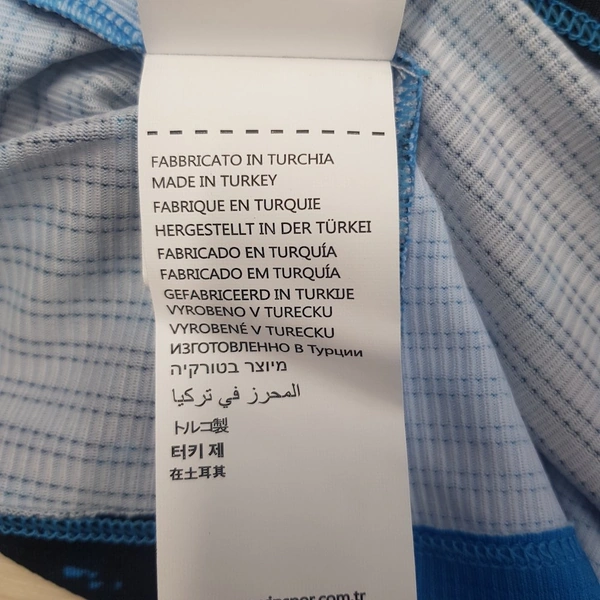 FABBRICATO IN TURCHIA
MADE IN TURKEY
FABRIQUE EN TURQUIE
HERGESTELLT IN DER TÜRKEI
FABRICADO EN TURQUÍA
FABRICADO EM TURQUÍA
GEFABRICEERD IN TURKIJE
VYROBENO V TURECKU
VYROBENÉ V TURECKU
ИЗГОТОВЛЕННО В Турции
מיוצר בטורקיה
المحرز في تركيا
トルコ製
터키 제
在土耳其